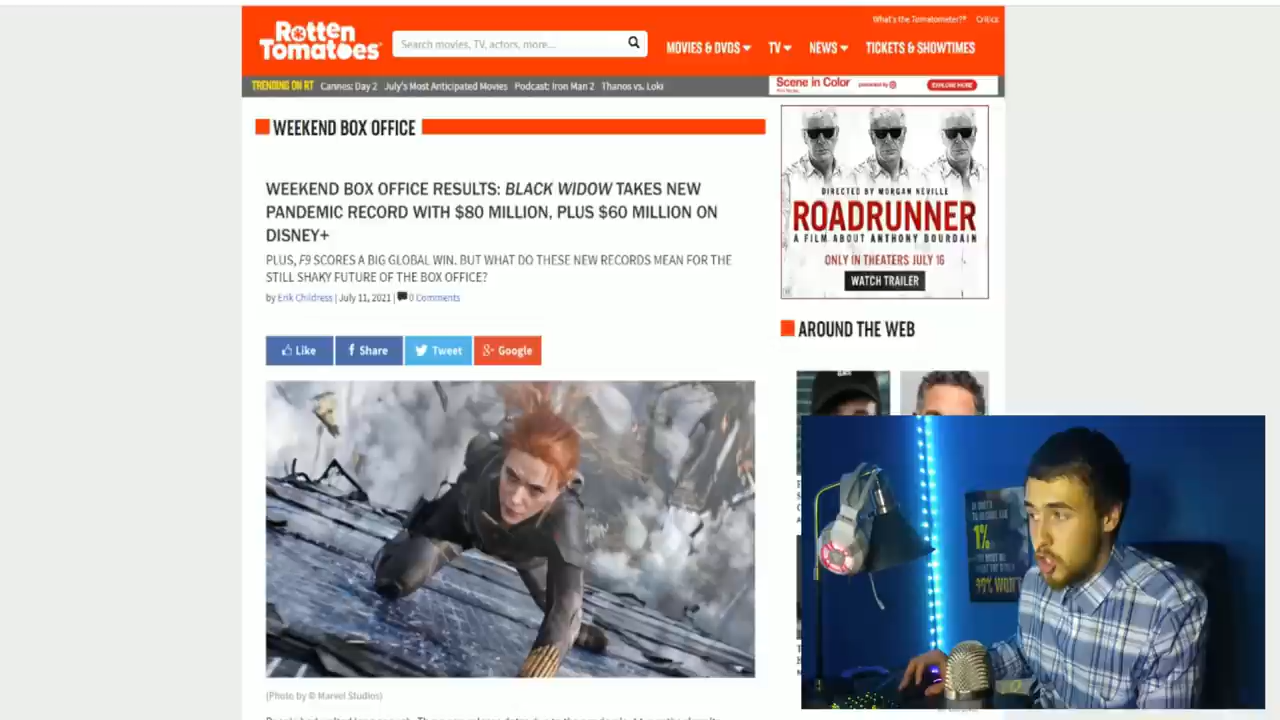 What's the Tomatometer?® Critics
Rotten
Tomatoes
Search movies, TV, actors, more...
MOVIES & DVDS TV NEWS TICKETS & SHOWTIMES
TRENDING ON RT Cannes: Day 2 July's Most Anticipated Movies Podcast: Iron Man 2 Thanos vs. Loki
Scene in Color presented by EXPLORE MORE
WEEKEND BOX OFFICE
WEEKEND BOX OFFICE RESULTS: BLACK WIDOW TAKES NEW
PANDEMIC RECORD WITH $80 MILLION, PLUS $60 MILLION ON
DISNEY+
PLUS, F9 SCORES A BIG GLOBAL WIN. BUT WHAT DO THESE NEW RECORDS MEAN FOR THE
STILL SHAKY FUTURE OF THE BOX OFFICE?
by Erik Childress | July 11, 2021 | 0 Comments
Like Share Tweet Google
(Photo by © Marvel Studios)
DIRECTED BY MORGAN NEVILLE
ROADRUNNER
A FILM ABOUT ANTHONY BOURDAIN
ONLY IN THEATERS JULY 16
WATCH TRAILER
AROUND THE WEB
1%
99% WON'T